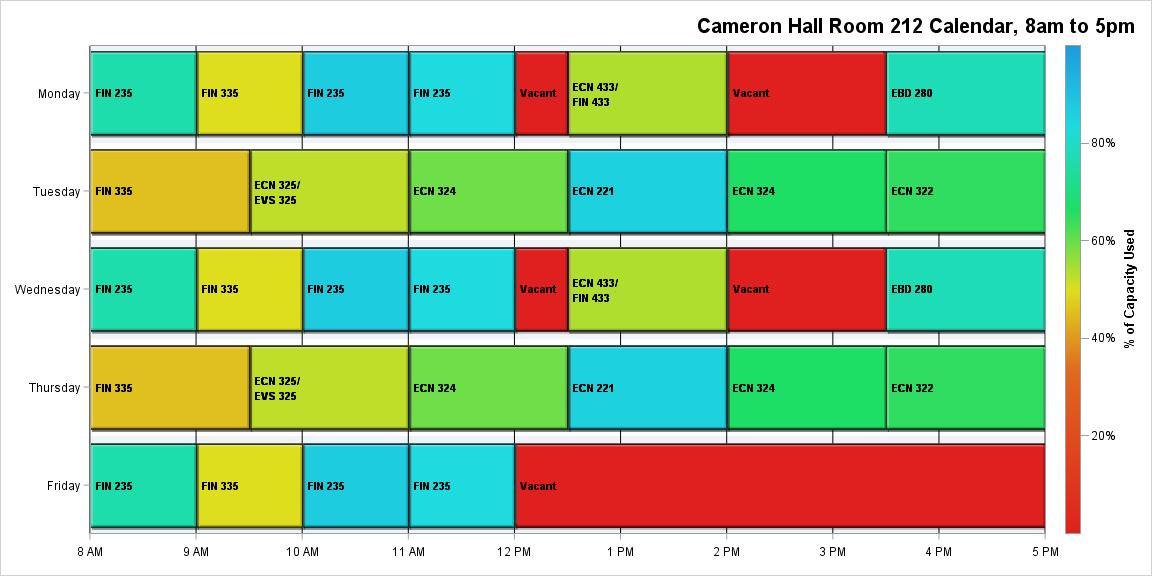 Cameron Hall Room 212 Calendar, 8am to 5pm
Monday
FIN 235
FIN 335
FIN 235
FIN 235
Vacant
ECN 433/
FIN 433
Vacant
EBD 280
Tuesday
FIN 335
ECN 325/
EVS 325
ECN 324
ECN 221
ECN 324
ECN 322
Wednesday
FIN 235
FIN 335
FIN 235
FIN 235
Vacant
ECN 433/
FIN 433
Vacant
EBD 280
Thursday
FIN 335
ECN 325/
EVS 325
ECN 324
ECN 221
ECN 324
ECN 322
Friday
FIN 235
FIN 335
FIN 235
FIN 235
Vacant
8 AM
9 AM
10 AM
11 AM
12 PM
1 PM
2 PM
3 PM
4 PM
5 PM
80%
60%
40%
20%
% of Capacity Used